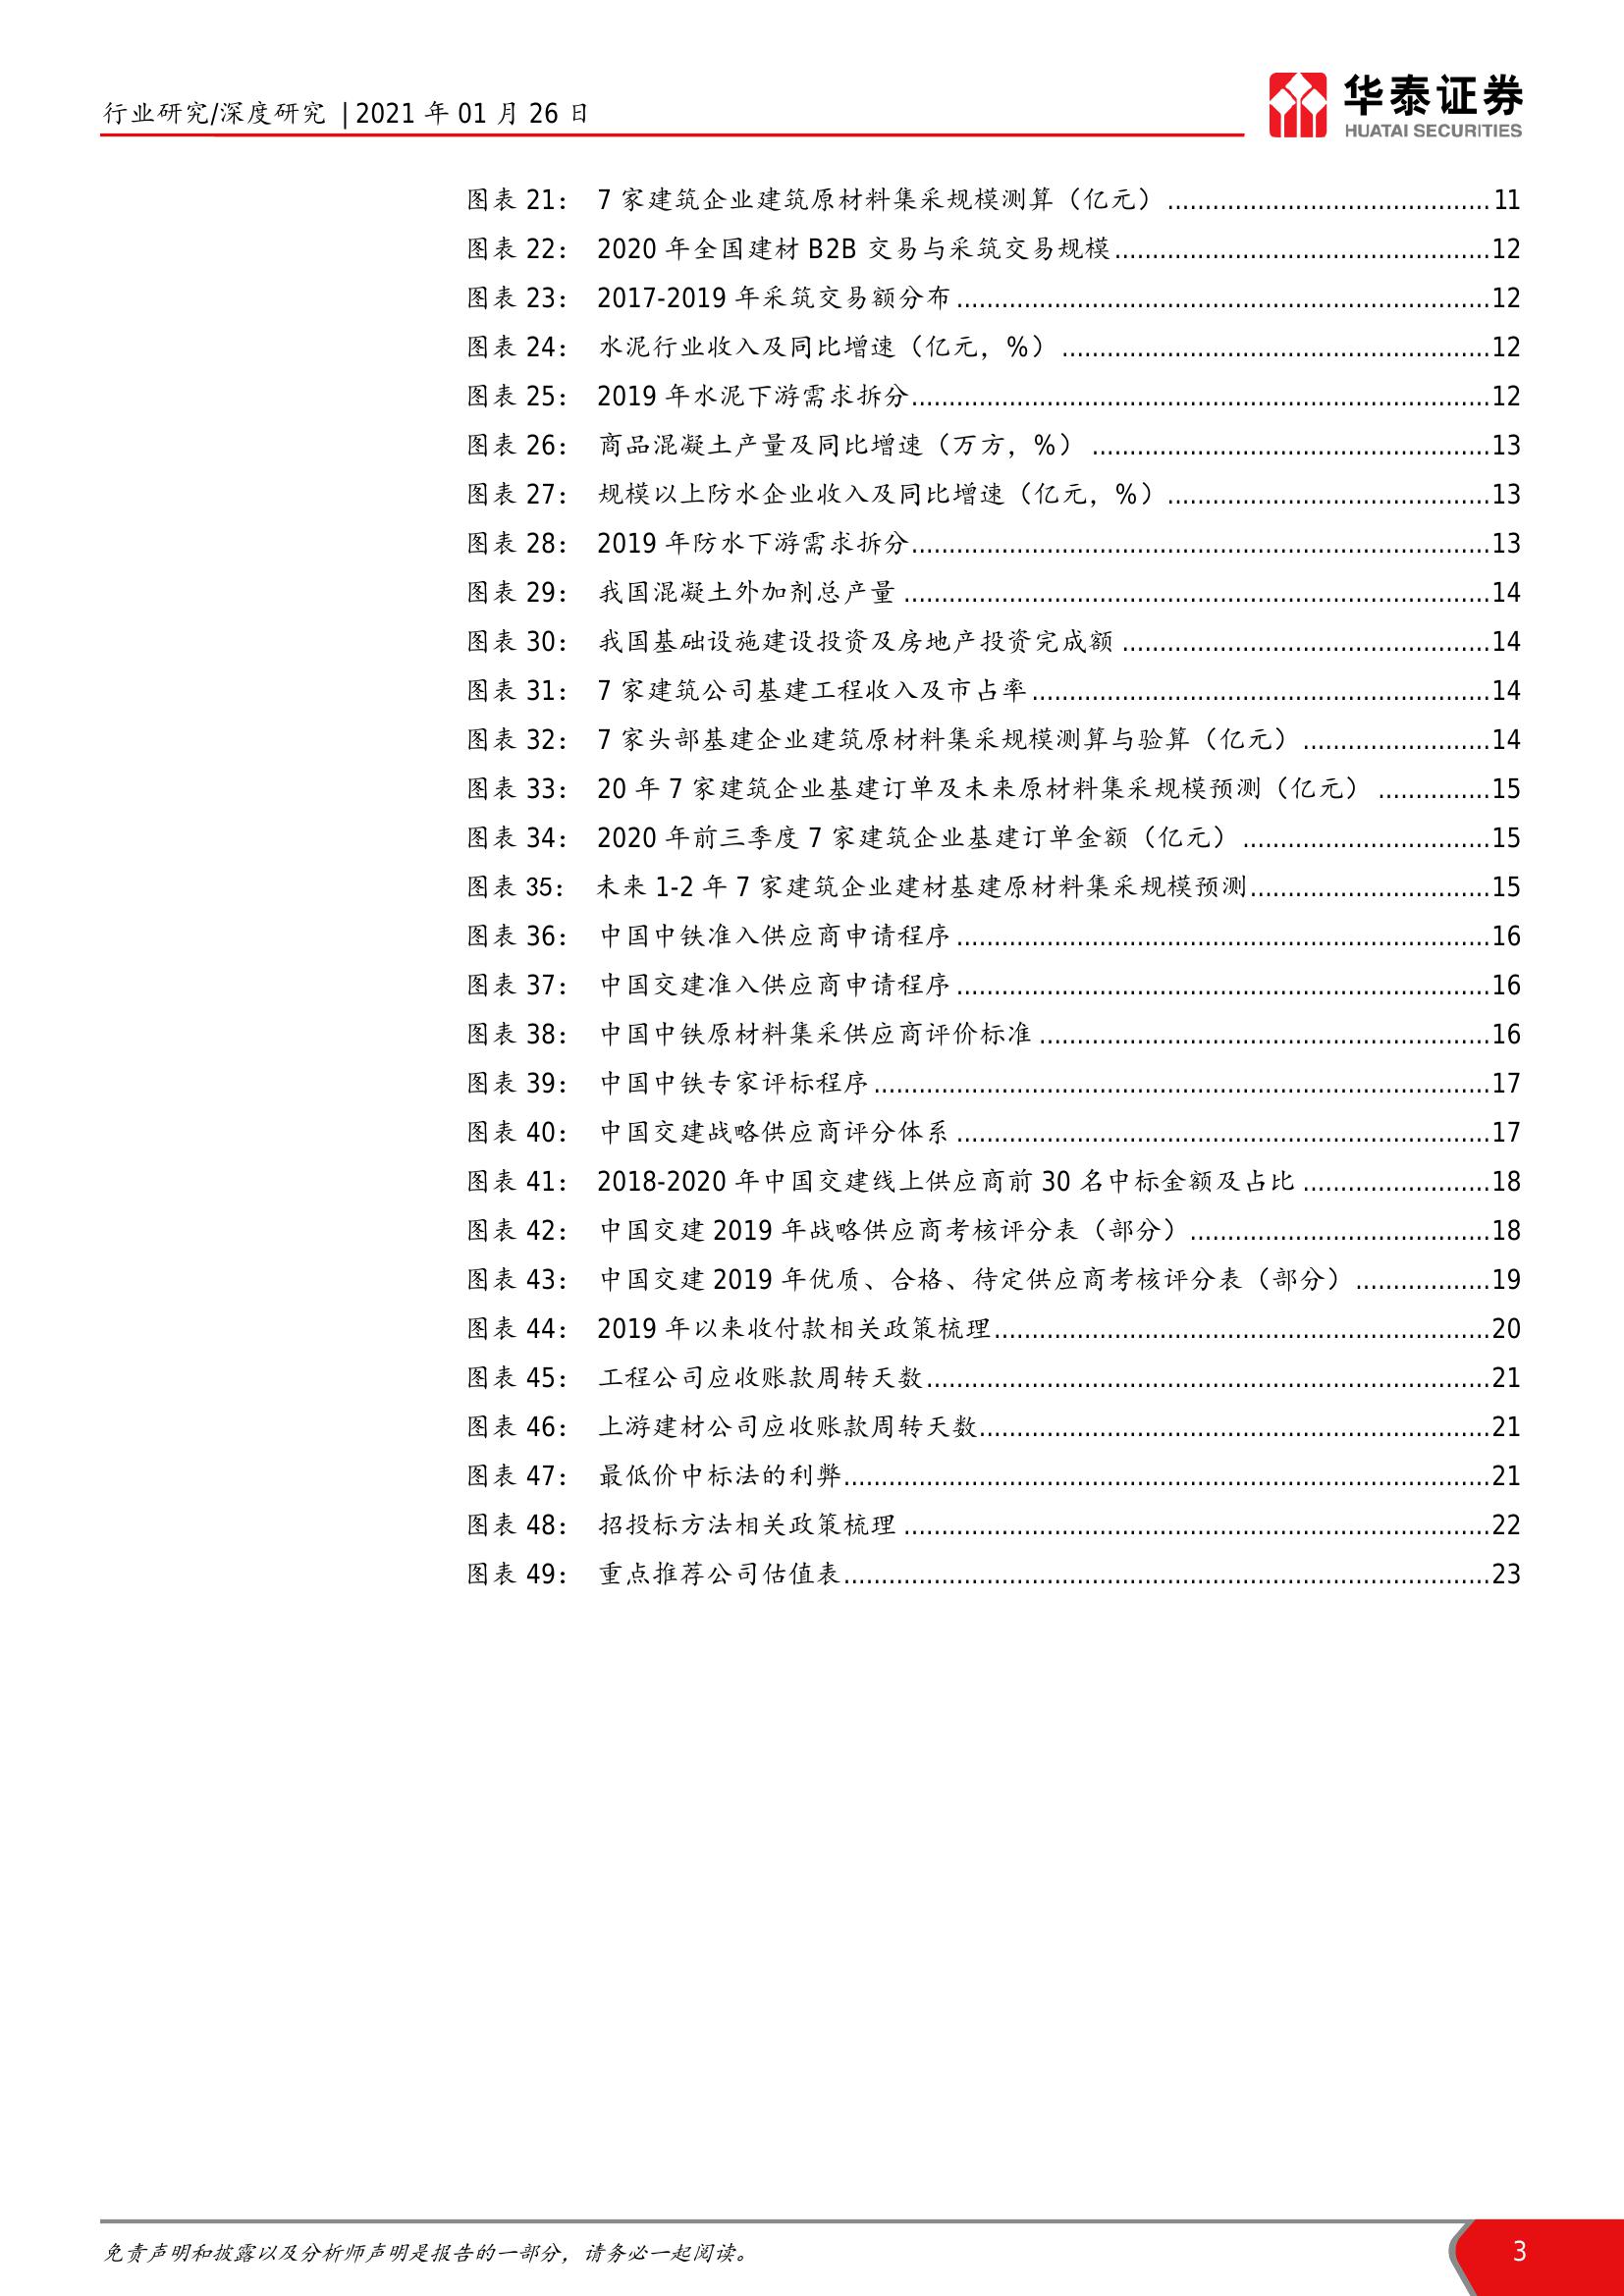 行业研究/深度研究 | 2021 年 01 月 26 日
华泰证券
HUATAI SECURITIES
图表 21： 7 家建筑企业建筑原材料集采规模测算（亿元）...........................................11
图表 22： 2020 年全国建材 B2B 交易与采筑交易规模..................................................12
图表 23： 2017-2019 年采筑交易额分布.......................................................................12
图表 24： 水泥行业收入及同比增速（亿元，%）.........................................................12
图表 25： 2019 年水泥下游需求拆分.............................................................................12
图表 26： 商品混凝土产量及同比增速（万方，%）.....................................................13
图表 27： 规模以上防水企业收入及同比增速（亿元，%）...........................................13
图表 28： 2019 年防水下游需求拆分.............................................................................13
图表 29： 我国混凝土外加剂总产量..............................................................................14
图表 30： 我国基础设施建设投资及房地产投资完成额.................................................14
图表 31： 7 家建筑公司基建工程收入及市占率.............................................................14
图表 32： 7 家头部基建企业建筑原材料集采规模测算与验算（亿元）.........................14
图表 33： 20 年 7 家建筑企业基建订单及未来原材料集采规模预测（亿元）...............15
图表 34： 2020 年前三季度 7 家建筑企业基建订单金额（亿元）.................................15
图表 35： 未来 1-2 年 7 家建筑企业建材基建原材料集采规模预测................................15
图表 36： 中国中铁准入供应商申请程序.......................................................................16
图表 37： 中国交建准入供应商申请程序.......................................................................16
图表 38： 中国中铁原材料集采供应商评价标准............................................................16
图表 39： 中国中铁专家评标程序..................................................................................17
图表 40： 中国交建战略供应商评分体系.......................................................................17
图表 41： 2018-2020 年中国交建线上供应商前 30 名中标金额及占比.........................18
图表 42： 中国交建 2019 年战略供应商考核评分表（部分）........................................18
图表 43： 中国交建 2019 年优质、合格、待定供应商考核评分表（部分）..................19
图表 44： 2019 年以来收付款相关政策梳理..................................................................20
图表 45： 工程公司应收账款周转天数...........................................................................21
图表 46： 上游建材公司应收账款周转天数....................................................................21
图表 47： 最低价中标法的利弊......................................................................................21
图表 48： 招投标方法相关政策梳理..............................................................................22
图表 49： 重点推荐公司估值表......................................................................................23
免责声明和披露以及分析师声明是报告的一部分，请务必一起阅读。
3